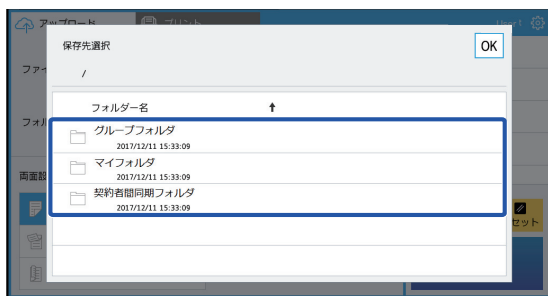 アップロード
プリント
User1
保存先選択
OK
ファイ
/
フォル
フォルダー名 ↑
グループフォルダ
2017/12/11 15:33:09
マイフォルダ
2017/12/11 15:33:09
両面設
契約者間同期フォルダ
2017/12/11 15:33:09
セット